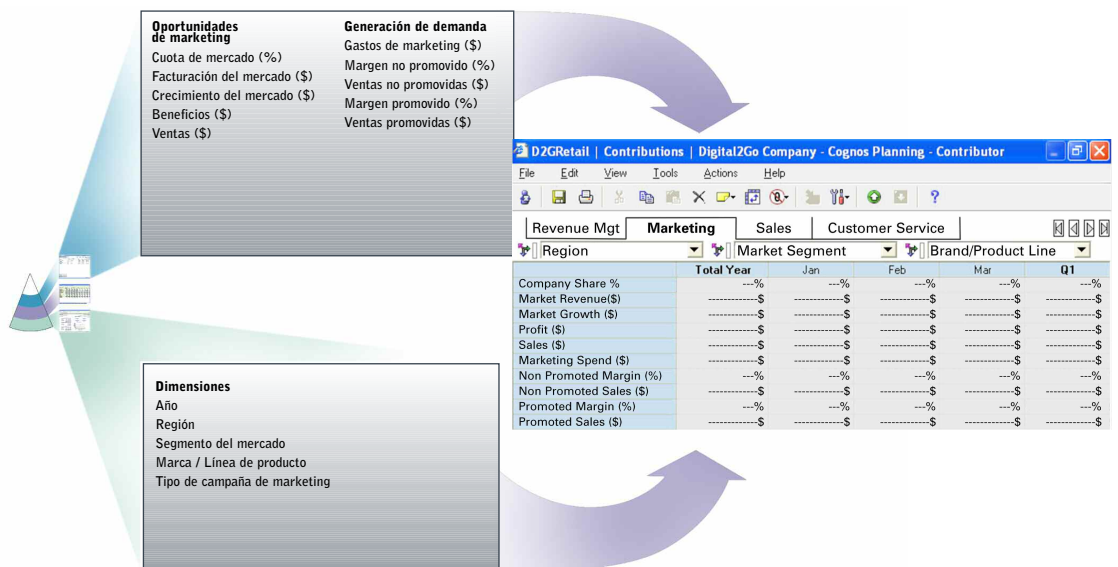 Oportunidades
de marketing
Cuota de mercado (%)
Facturación del mercado ($)
Crecimiento del mercado ($)
Beneficios ($)
Ventas ($)
Generación de demanda
Gastos de marketing ($)
Margen no promovido (%)
Ventas no promovidas ($)
Margen promovido (%)
Ventas promovidas ($)
D2GRetail | Contributions | Digital2Go Company - Cognos Planning - Contributor
File Edit View Tools Actions Help
Revenue Mgt Marketing Sales Customer Service
Region Market Segment Brand/Product Line
Total Year Jan Feb Mar Q1
Company Share % ---% ---% ---% ---% ---%
Market Revenue($) ------------$ ------------$ ------------$ ------------$ ------------$
Market Growth ($) ------------$ ------------$ ------------$ ------------$ ------------$
Profit ($) ------------$ ------------$ ------------$ ------------$ ------------$
Sales ($) ------------$ ------------$ ------------$ ------------$ ------------$
Marketing Spend ($) ------------$ ------------$ ------------$ ------------$ ------------$
Non Promoted Margin (%) ---% ---% ---% ---% ---%
Non Promoted Sales ($) ------------$ ------------$ ------------$ ------------$ ------------$
Promoted Margin (%) ---% ---% ---% ---% ---%
Promoted Sales ($) ------------$ ------------$ ------------$ ------------$ ------------$
Dimensiones
Año
Región
Segmento del mercado
Marca / Línea de producto
Tipo de campaña de marketing